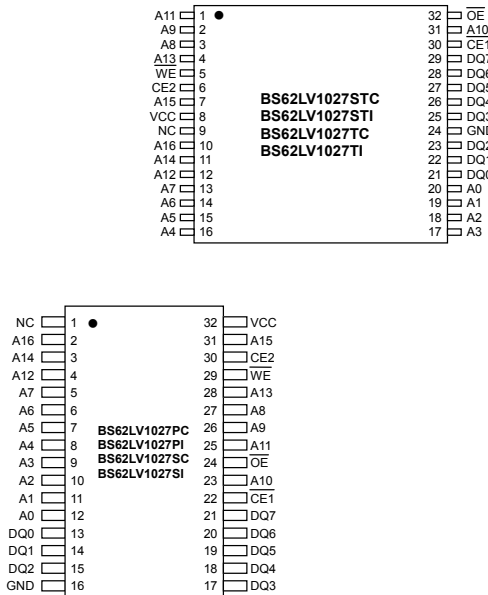 A11 1 32 OE
A9 2 31 A10
A8 3 30 CE1
A13 4 29 DQ7
WE 5 28 DQ6
CE2 6 27 DQ5
A15 7 BS62LV1027STC 26 DQ4
VCC 8 BS62LV1027STI 25 DQ3
NC 9 BS62LV1027TC 24 GND
A16 10 BS62LV1027TI 23 DQ2
A14 11 22 DQ1
A12 12 21 DQ0
A7 13 20 A0
A6 14 19 A1
A5 15 18 A2
A4 16 17 A3
NC 1 32 VCC
A16 2 31 A15
A14 3 30 CE2
A12 4 29 WE
A7 5 28 A13
A6 6 27 A8
A5 7 BS62LV1027PC 26 A9
A4 8 BS62LV1027PI 25 A11
A3 9 BS62LV1027SC 24 OE
A2 10 BS62LV1027SI 23 A10
A1 11 22 CE1
A0 12 21 DQ7
DQ0 13 20 DQ6
DQ1 14 19 DQ5
DQ2 15 18 DQ4
GND 16 17 DQ3